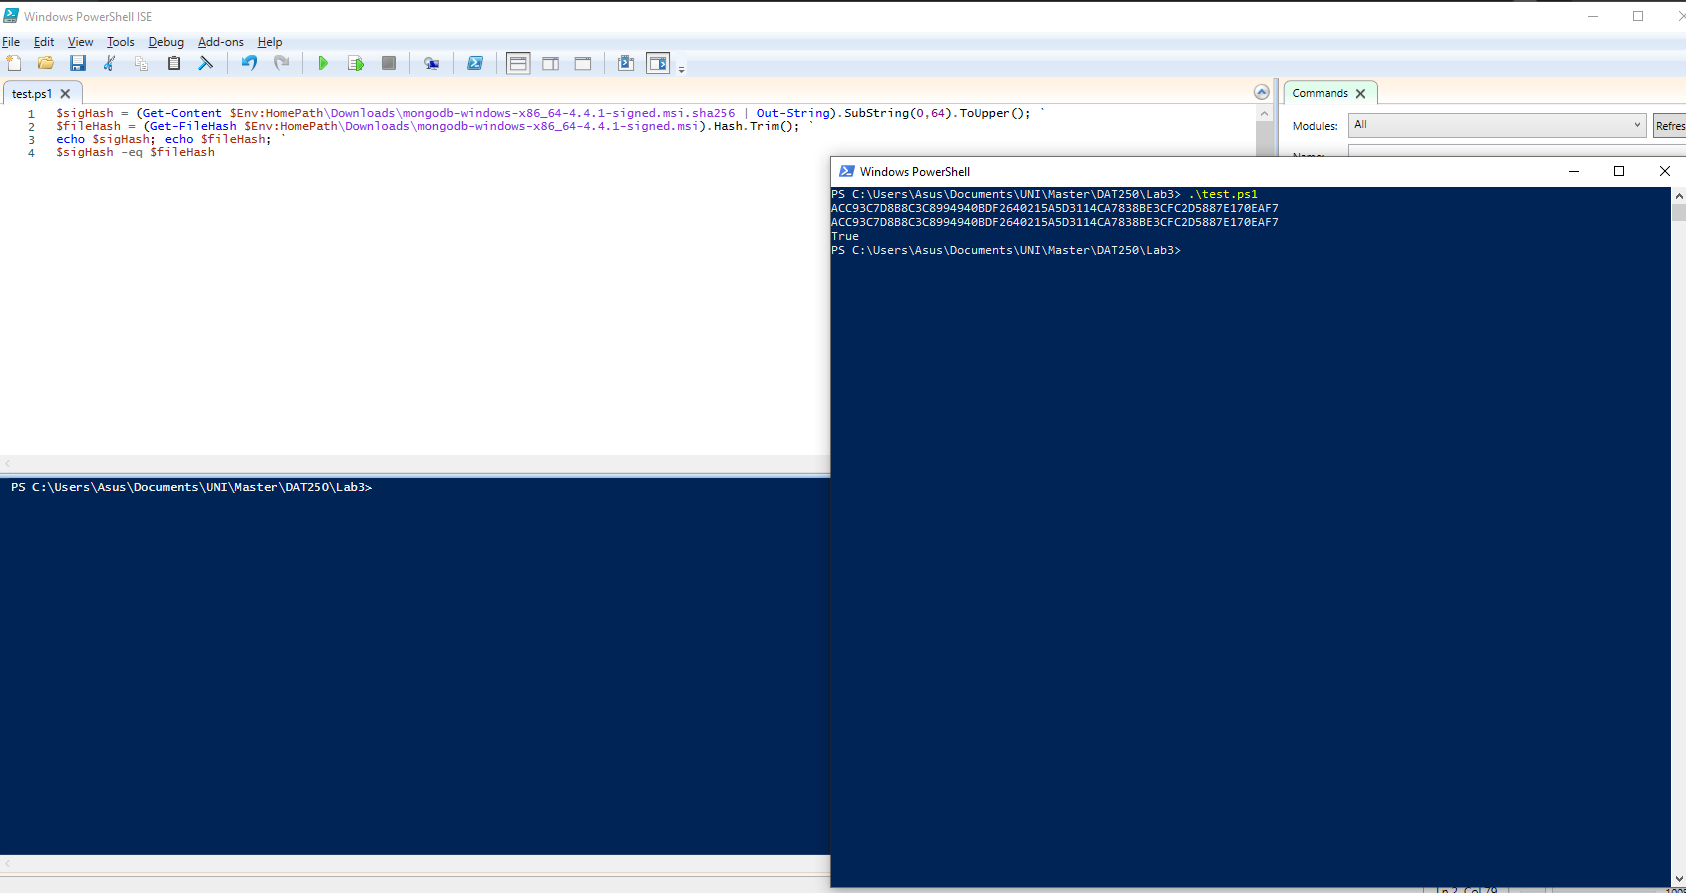 Windows PowerShell ISE
File Edit View Tools Debug Add-ons Help
test.ps1
1 $sigHash = (Get-Content $Env:HomePath\Downloads\mongodb-windows-x86_64-4.4.1-signed.msi.sha256 | Out-String).SubString(0,64).ToUpper(); `
2 $fileHash = (Get-FileHash $Env:HomePath\Downloads\mongodb-windows-x86_64-4.4.1-signed.msi).Hash.Trim(); `
3 echo $sigHash; echo $fileHash; `
4 $sigHash -eq $fileHash
Commands
Modules: All Refres
Windows PowerShell
PS C:\Users\Asus\Documents\UNI\Master\DAT250\Lab3> .\test.ps1
ACC93C7D8B8C3C8994940BDF2640215A5D3114CA7838BE3CFC2D5887E170EAF7
ACC93C7D8B8C3C8994940BDF2640215A5D3114CA7838BE3CFC2D5887E170EAF7
True
PS C:\Users\Asus\Documents\UNI\Master\DAT250\Lab3>
PS C:\Users\Asus\Documents\UNI\Master\DAT250\Lab3>
Ln 2 Col 79